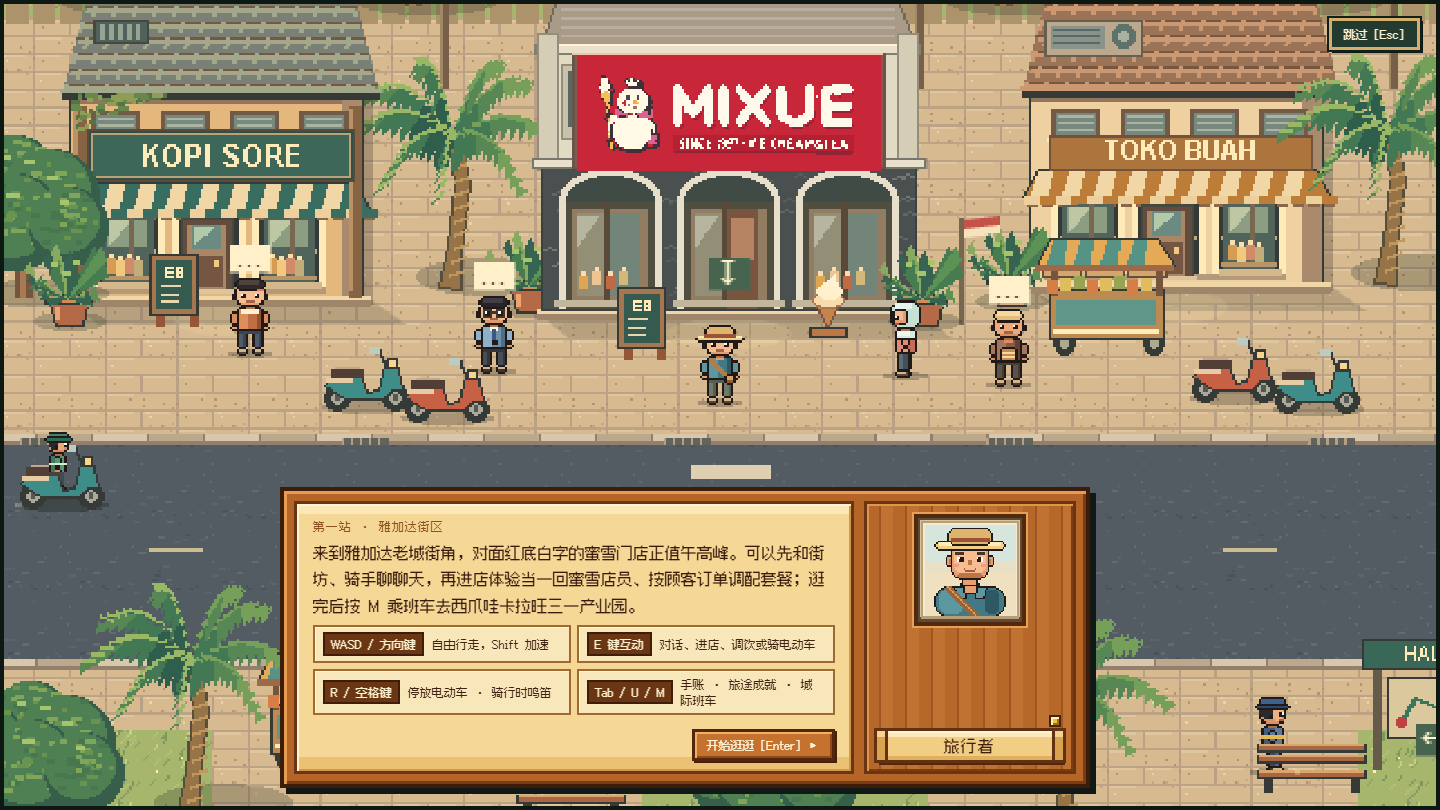 跳过 [Esc]
KOPI SORE
MIXUE
TOKO BUAH
...
...
...
第一站 · 雅加达街区
来到雅加达老城街角，对面红底白字的蜜雪门店正值午高峰。可以先和街
坊、骑手聊聊天，再进店体验当一回蜜雪店员、按顾客订单调配套餐；逛
完后按 M 乘班车去西爪哇卡拉旺三一产业园。
WASD / 方向键 自由行走，Shift 加速
E 键互动 对话、进店、调饮或骑电动车
R / 空格键 停放电动车 · 骑行时鸣笛
Tab / U / M 手账 · 旅途成就 · 城
际班车
开始逛逛 [Enter] ▸
旅行者
HAL